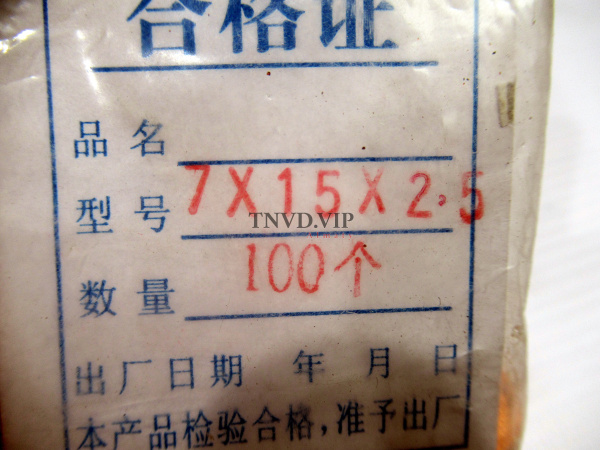 合格证
品名
型号 7X15X2.5
TNVD.VIP
数量 100个
出厂日期 年 月 日
本产品检验合格,准予出厂